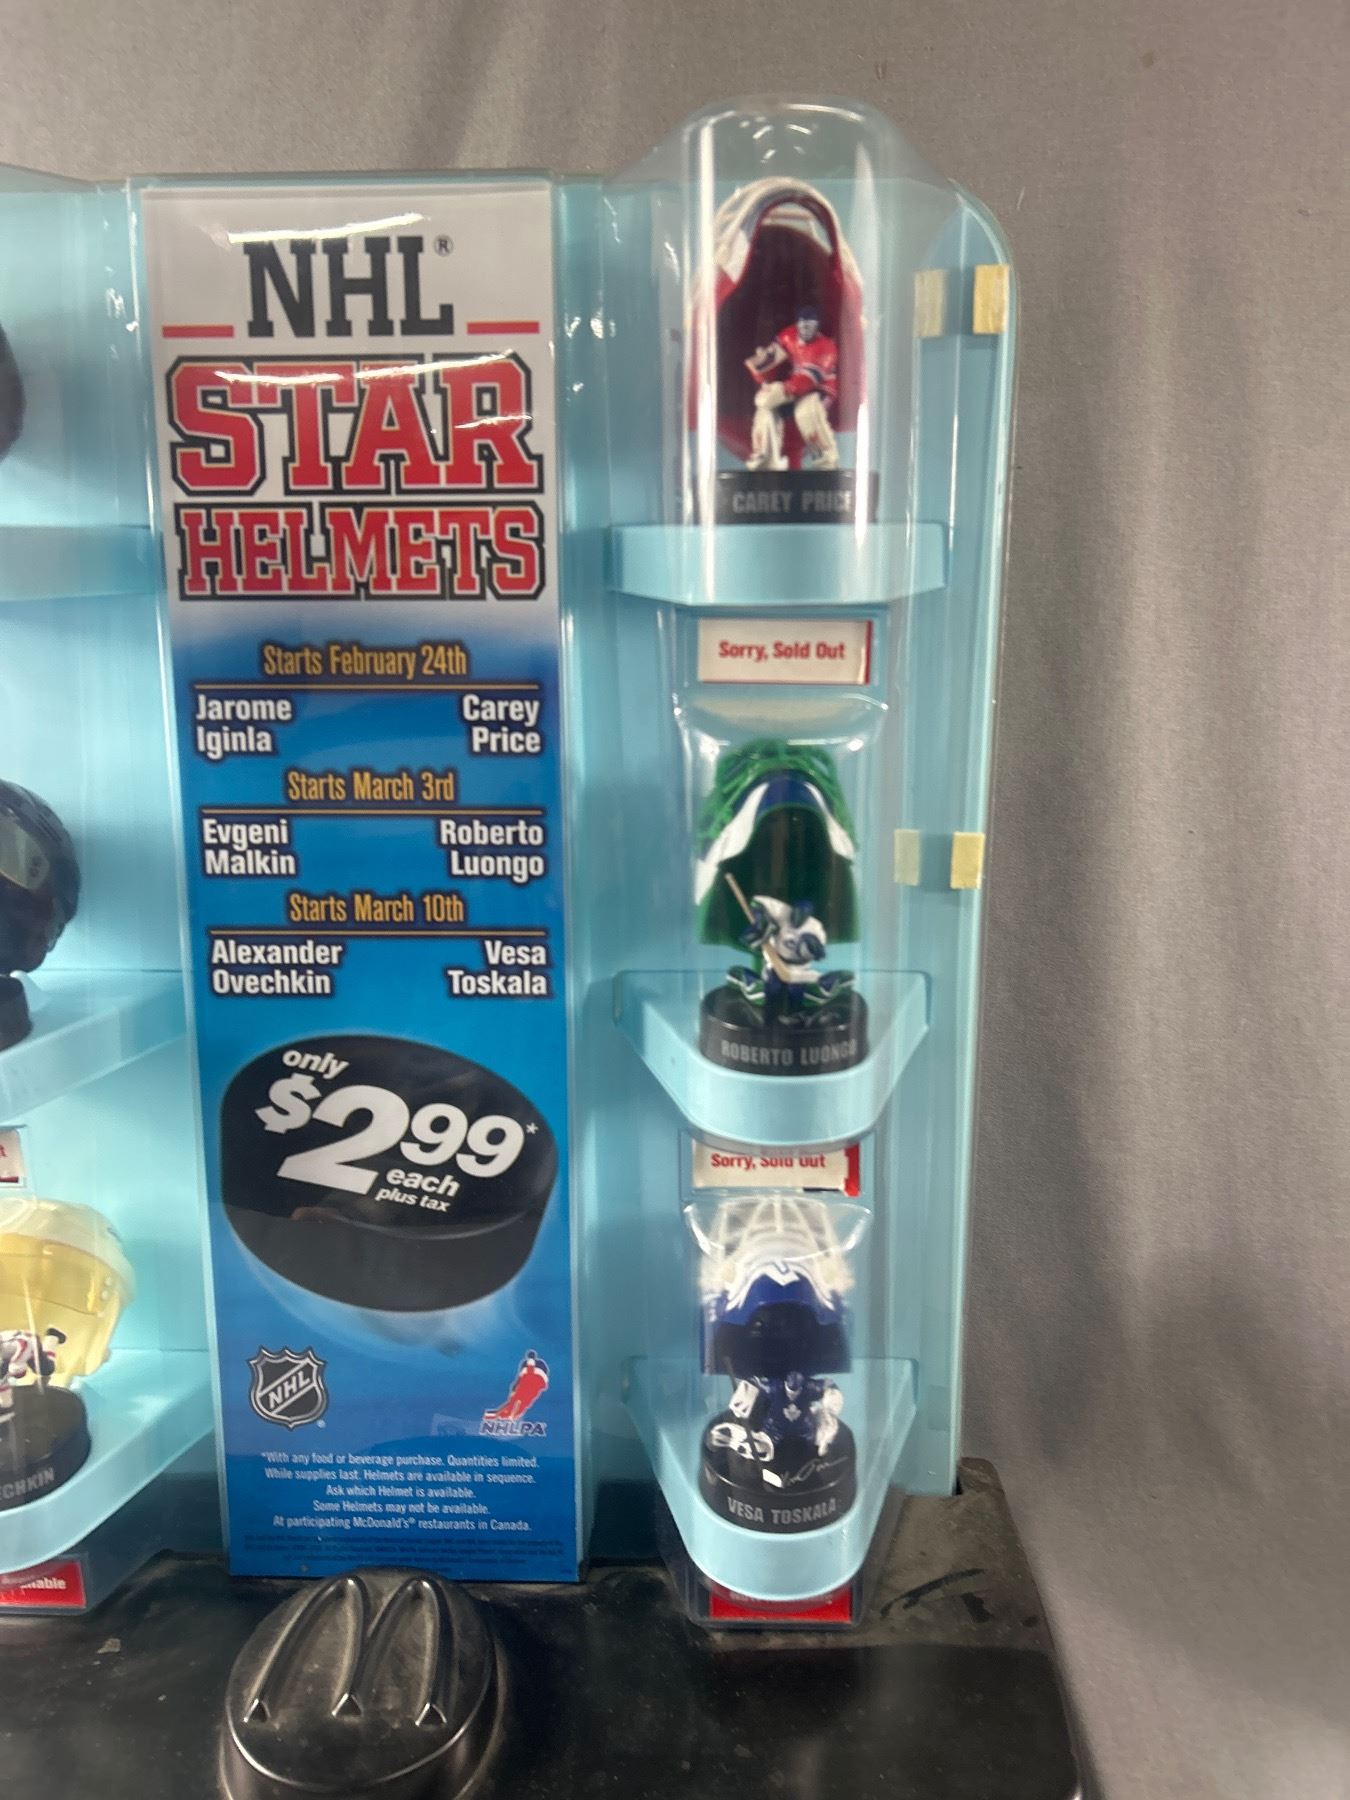 NHL®
STAR
HELMETS
Starts February 24th
Jarome Iginla
Carey Price
Starts March 3rd
Evgeni Malkin
Roberto Luongo
Starts March 10th
Alexander Ovechkin
Vesa Toskala
only
$2.99*
each
plus tax
NHL
NHLPA
*With any food or beverage purchase. Quantities limited.
While supplies last. Helmets are available in sequence.
Ask which Helmet is available.
Some Helmets may not be available.
At participating McDonald's® restaurants in Canada.
CAREY PRICE
Sorry, Sold Out
ROBERTO LUONGO
Sorry, Sold Out
VESA TOSKALA
CHKIN